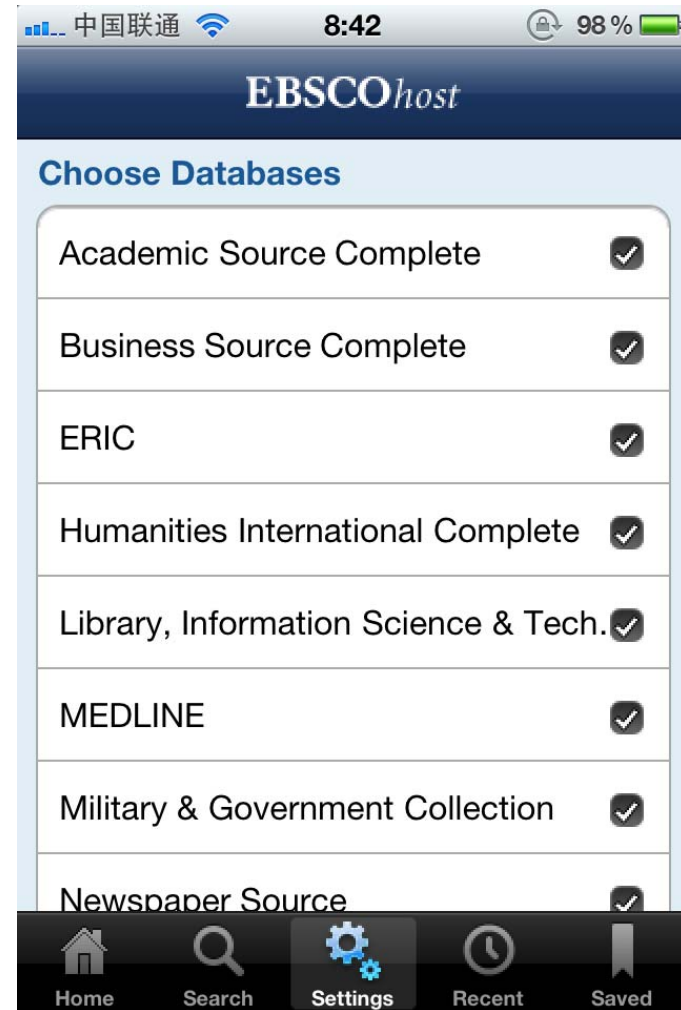 中国联通 8:42 98%
EBSCOhost
Choose Databases
Academic Source Complete
Business Source Complete
ERIC
Humanities International Complete
Library, Information Science & Tech.
MEDLINE
Military & Government Collection
Newspaper Source
Home Search Settings Recent Saved